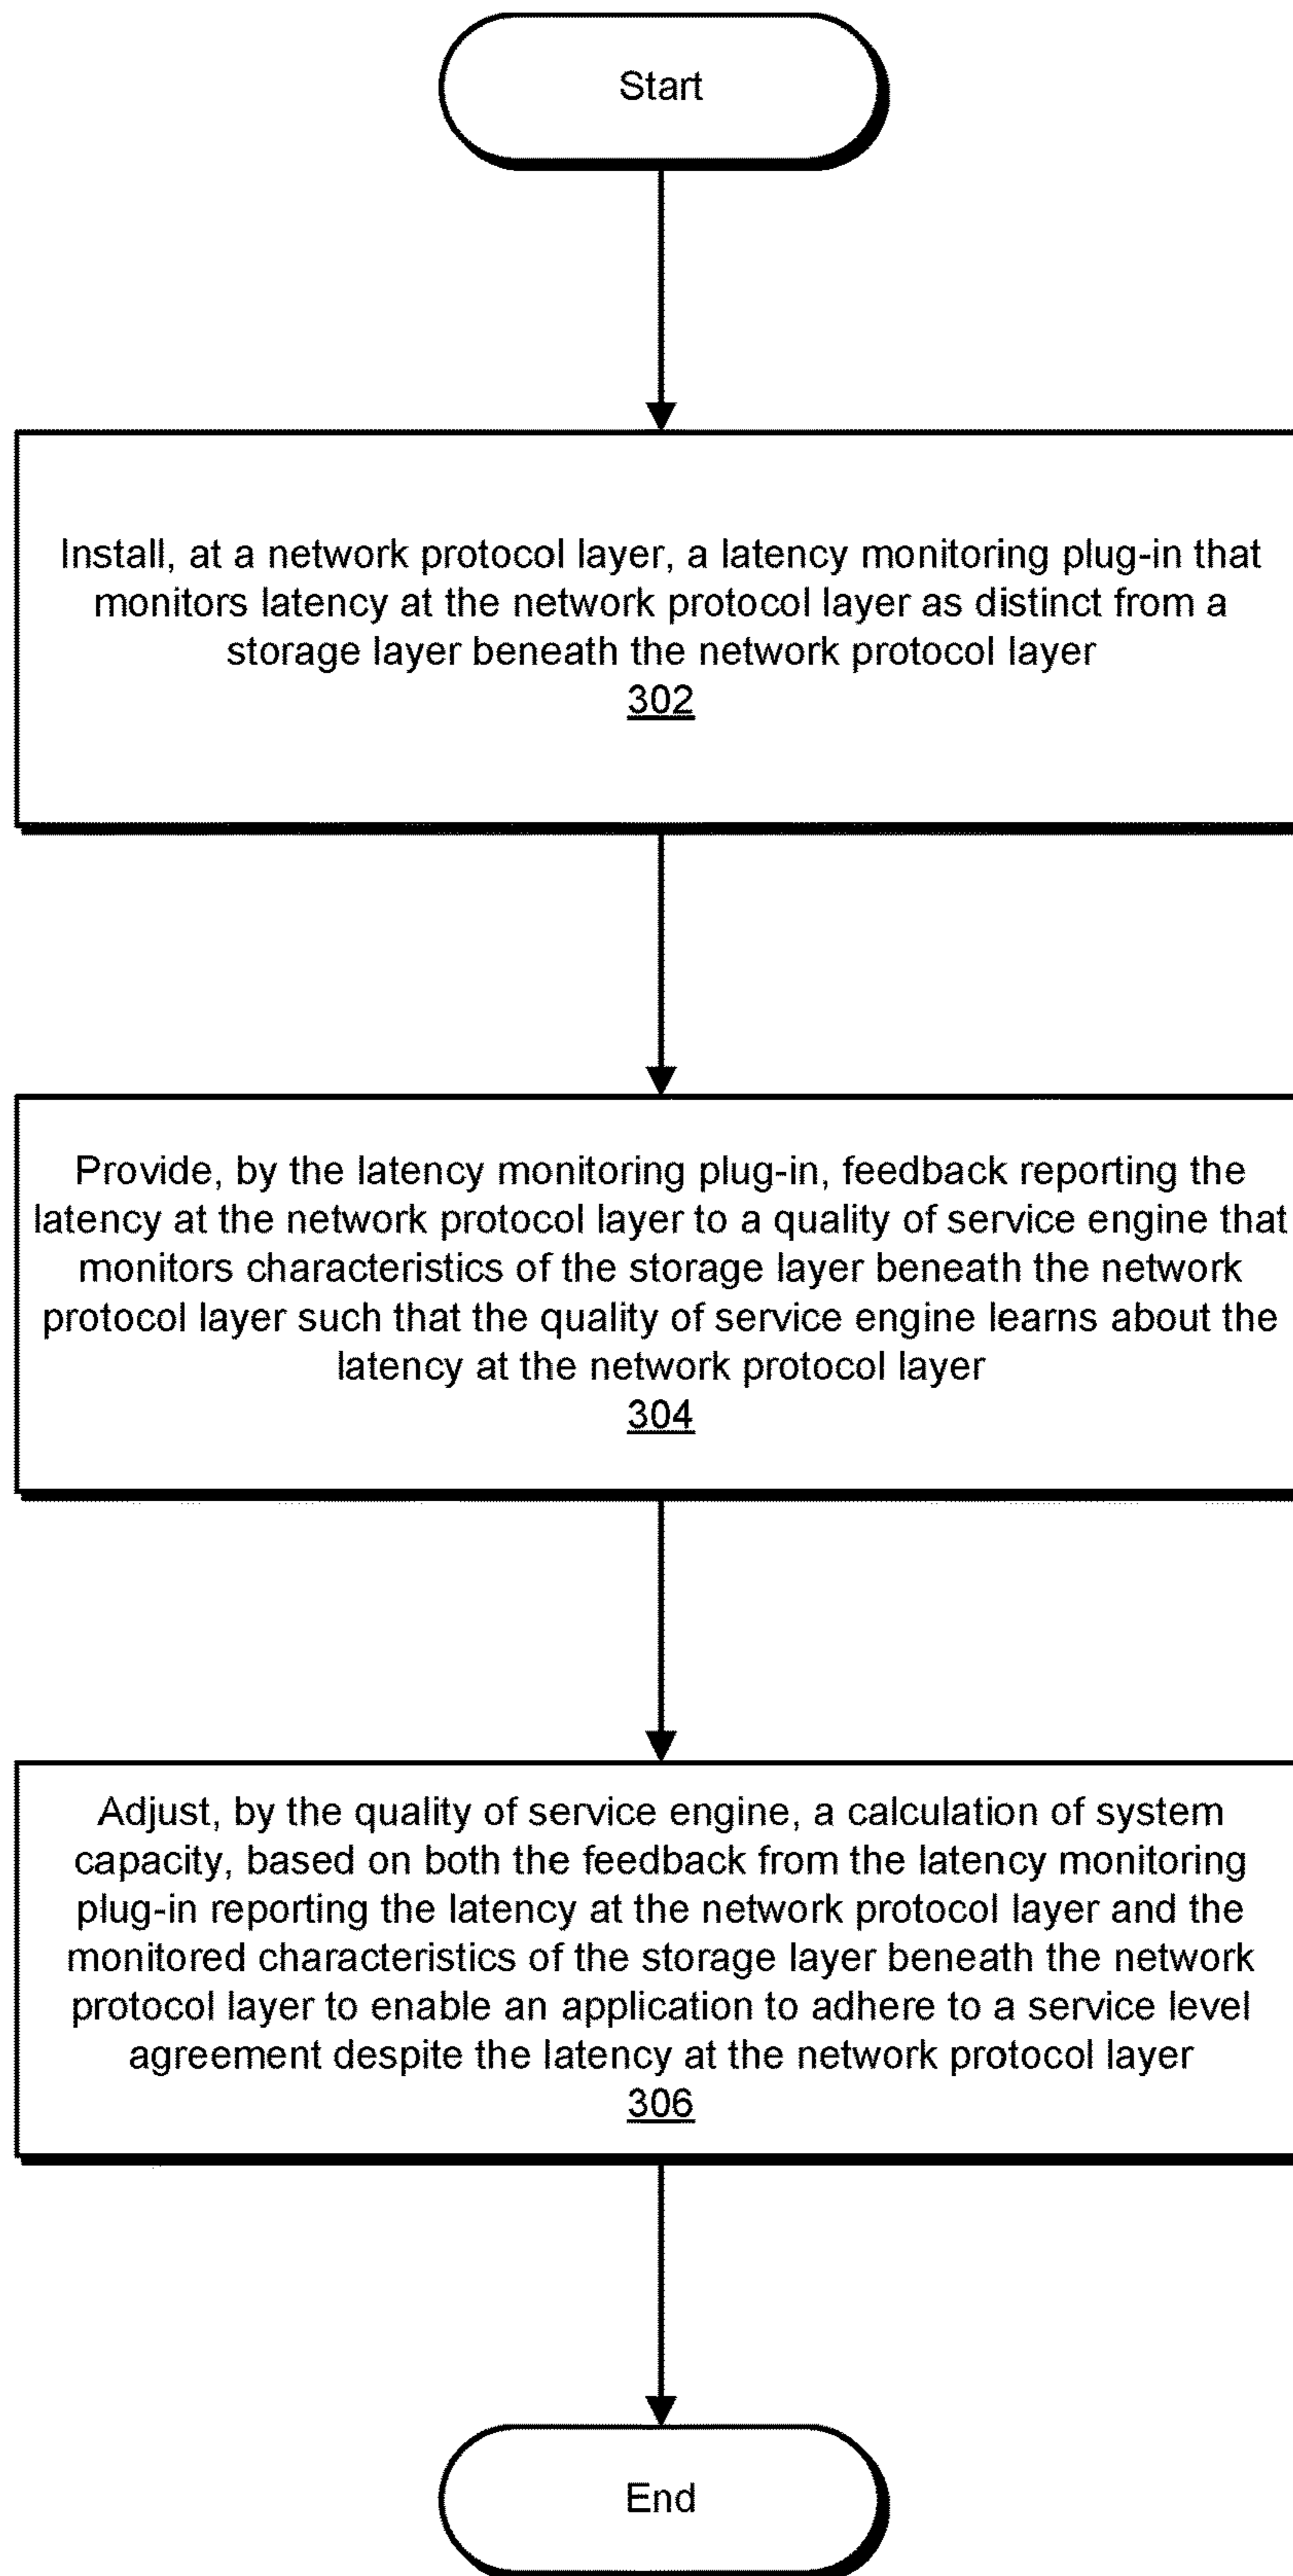 Start
Install, at a network protocol layer, a latency monitoring plug-in that
monitors latency at the network protocol layer as distinct from a
storage layer beneath the network protocol layer
302
Provide, by the latency monitoring plug-in, feedback reporting the
latency at the network protocol layer to a quality of service engine that
monitors characteristics of the storage layer beneath the network
protocol layer such that the quality of service engine learns about the
latency at the network protocol layer
304
Adjust, by the quality of service engine, a calculation of system
capacity, based on both the feedback from the latency monitoring
plug-in reporting the latency at the network protocol layer and the
monitored characteristics of the storage layer beneath the network
protocol layer to enable an application to adhere to a service level
agreement despite the latency at the network protocol layer
306
End